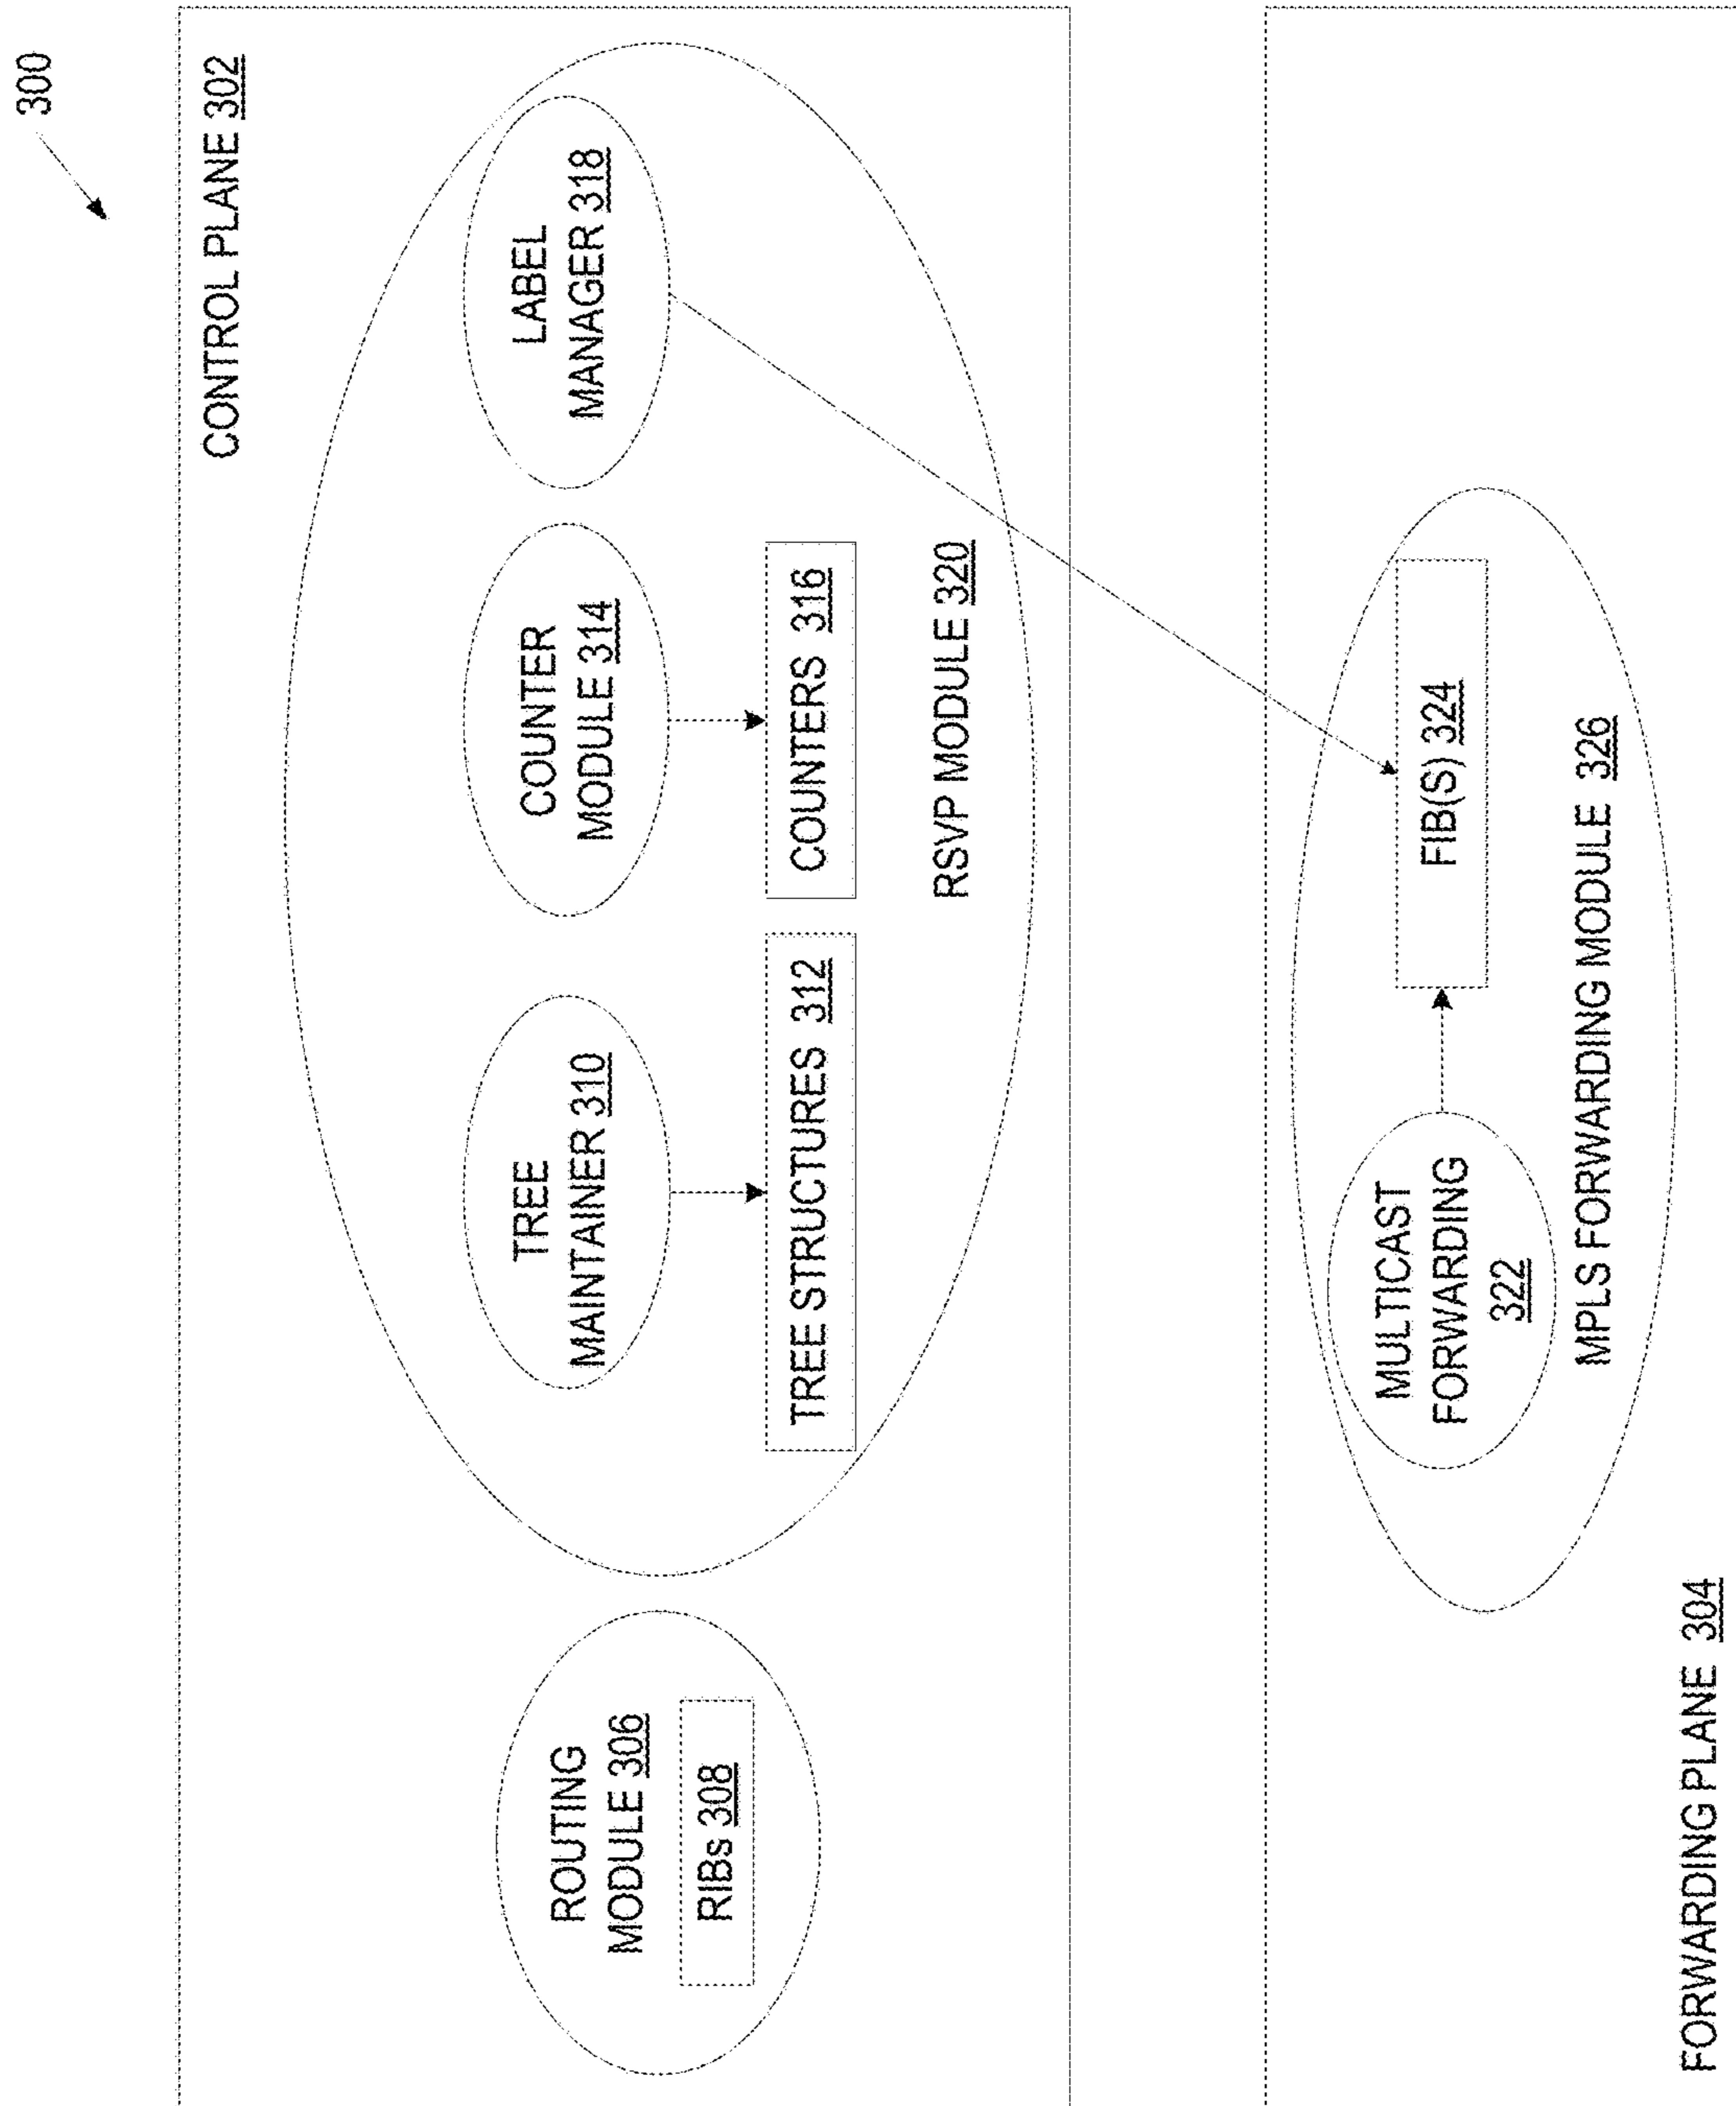 300
CONTROL PLANE 302
ROUTING
MODULE 306
RIBs 308
TREE
MAINTAINER 310
TREE STRUCTURES 312
COUNTER
MODULE 314
COUNTERS 316
LABEL
MANAGER 318
RSVP MODULE 320
MULTICAST
FORWARDING
322
FIB(S) 324
MPLS FORWARDING MODULE 326
FORWARDING PLANE 304